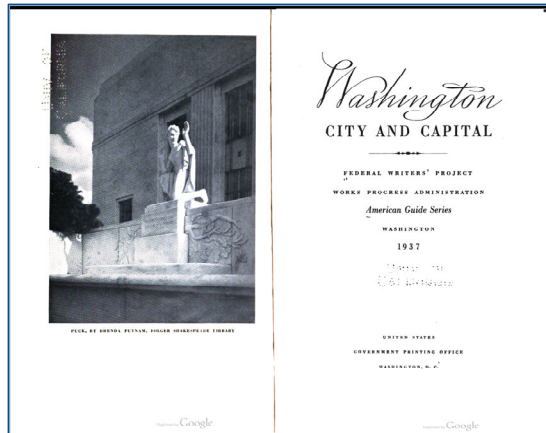 PUCK, BY BRENDA PUTNAM, FOLGER SHAKESPEARE LIBRARY
Google
Washington
CITY AND CAPITAL
FEDERAL WRITERS' PROJECT
WORKS PROGRESS ADMINISTRATION
American Guide Series
WASHINGTON
1937
UNITED STATES
GOVERNMENT PRINTING OFFICE
WASHINGTON, D. C.
Google